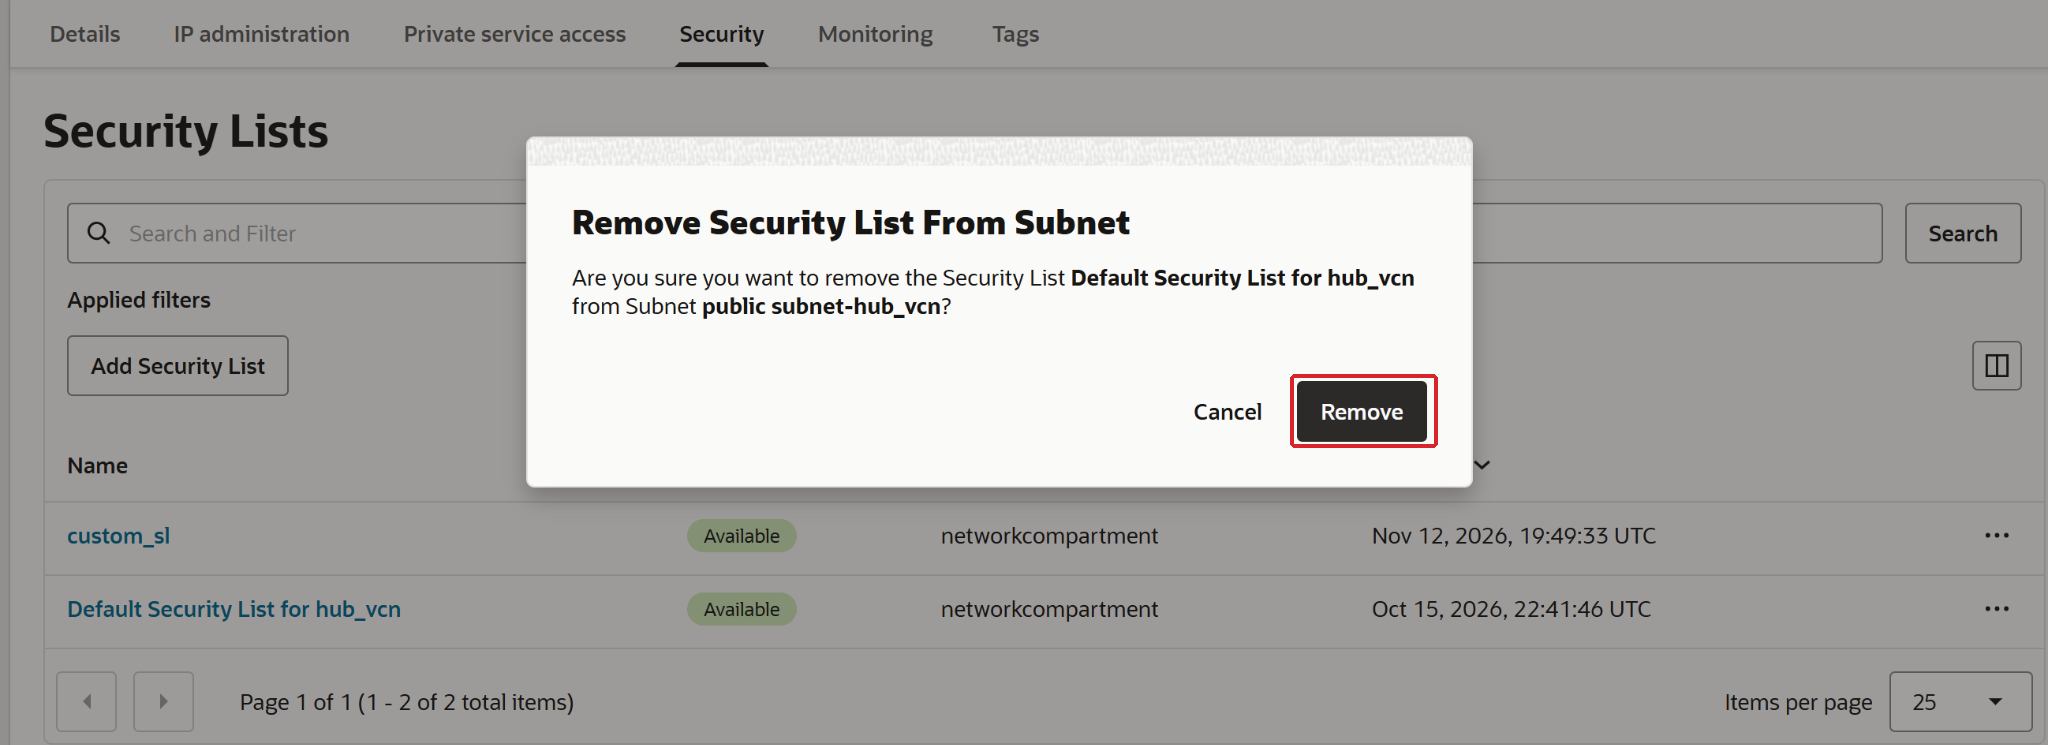 Details IP administration Private service access Security Monitoring Tags
Security Lists
Search and Filter
Search
Applied filters
Add Security List
Remove Security List From Subnet
Are you sure you want to remove the Security List Default Security List for hub_vcn
from Subnet public subnet-hub_vcn?
Cancel Remove
Name
custom_sl Available networkcompartment Nov 12, 2026, 19:49:33 UTC
Default Security List for hub_vcn Available networkcompartment Oct 15, 2026, 22:41:46 UTC
Page 1 of 1 (1 - 2 of 2 total items) Items per page 25